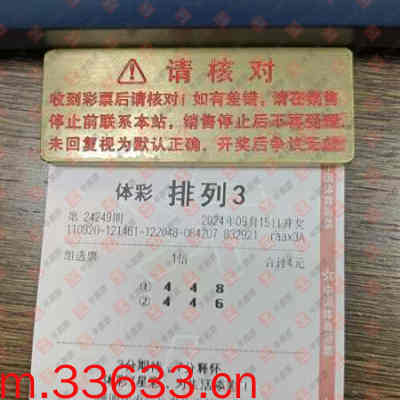 ⚠ 请核对
收到彩票后请核对!如有差错,请在销售
停止前联系本站,销售停止后不再受理,
未回复视为默认正确,开奖后争议无效!
体彩 排列3
第 24249期 2024年09月15日开奖
110920-121461-122048-084207 832921 raax3A
组选票 1倍 合计4元
① 4 4 8
② 4 4 6
m.33633.cn